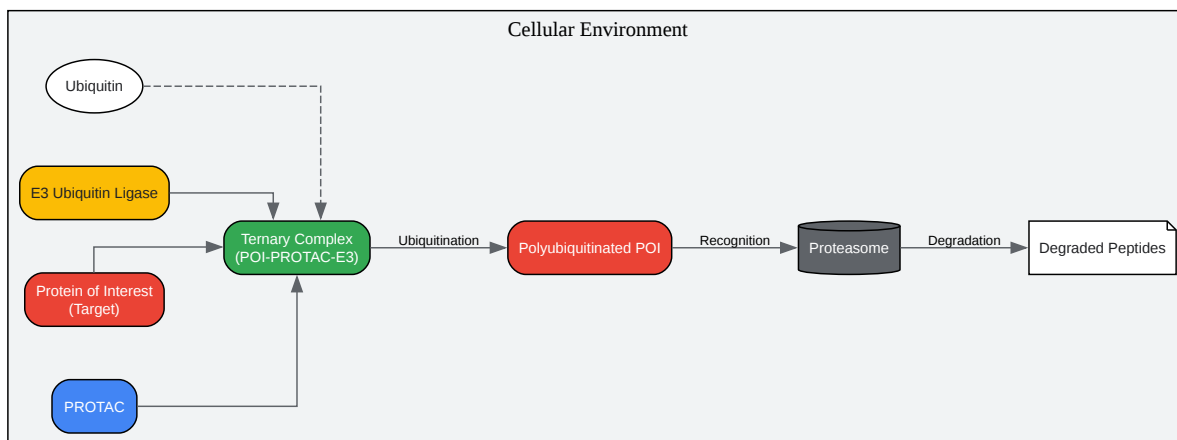 Cellular Environment
Ubiquitin
E3 Ubiquitin Ligase
Protein of Interest
(Target)
PROTAC
Ternary Complex
(POI-PROTAC-E3)
Ubiquitination
Polyubiquitinated POI
Recognition
Proteasome
Degradation
Degraded Peptides